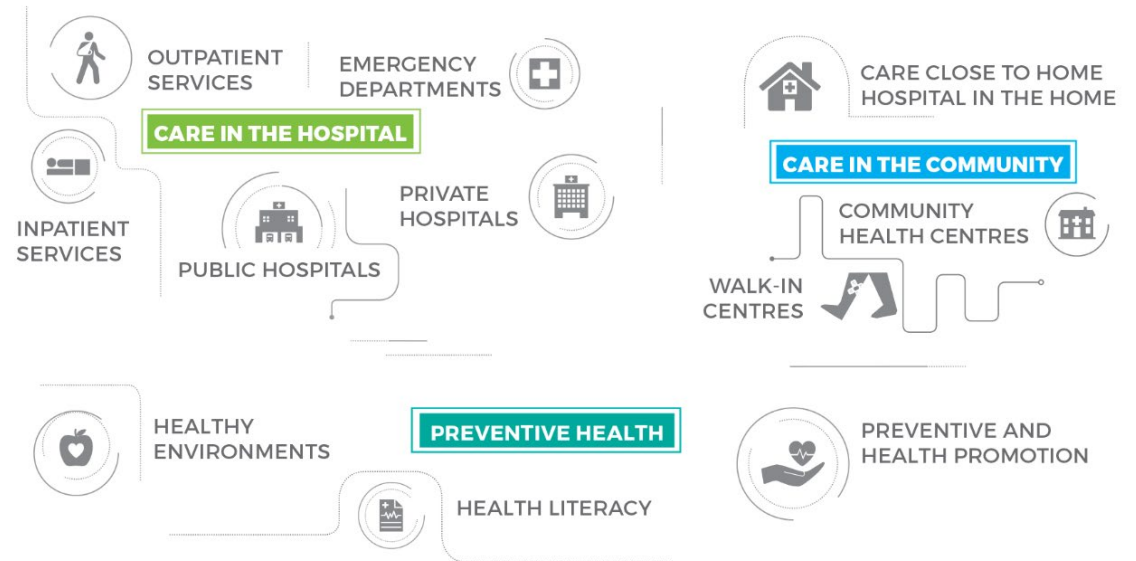 OUTPATIENT
SERVICES
EMERGENCY
DEPARTMENTS
CARE IN THE HOSPITAL
INPATIENT
SERVICES
PUBLIC HOSPITALS
PRIVATE
HOSPITALS
CARE CLOSE TO HOME
HOSPITAL IN THE HOME
CARE IN THE COMMUNITY
COMMUNITY
HEALTH CENTRES
WALK-IN
CENTRES
HEALTHY
ENVIRONMENTS
PREVENTIVE HEALTH
HEALTH LITERACY
PREVENTIVE AND
HEALTH PROMOTION